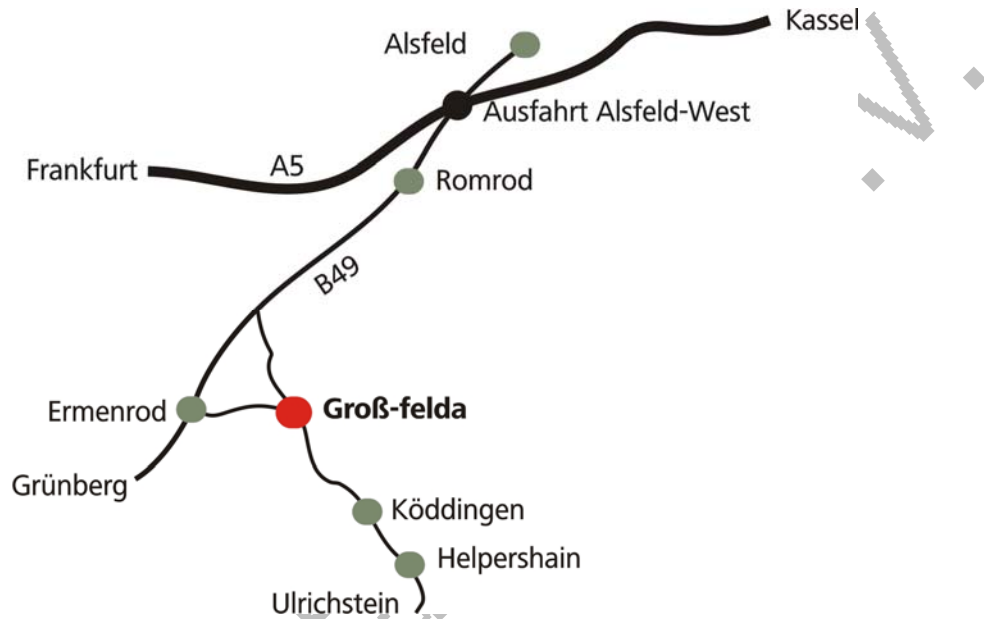 Kassel
Alsfeld
Ausfahrt Alsfeld-West
Frankfurt
A5
Romrod
B49
Ermenrod
Groß-felda
Grünberg
Köddingen
Helpershain
Ulrichstein